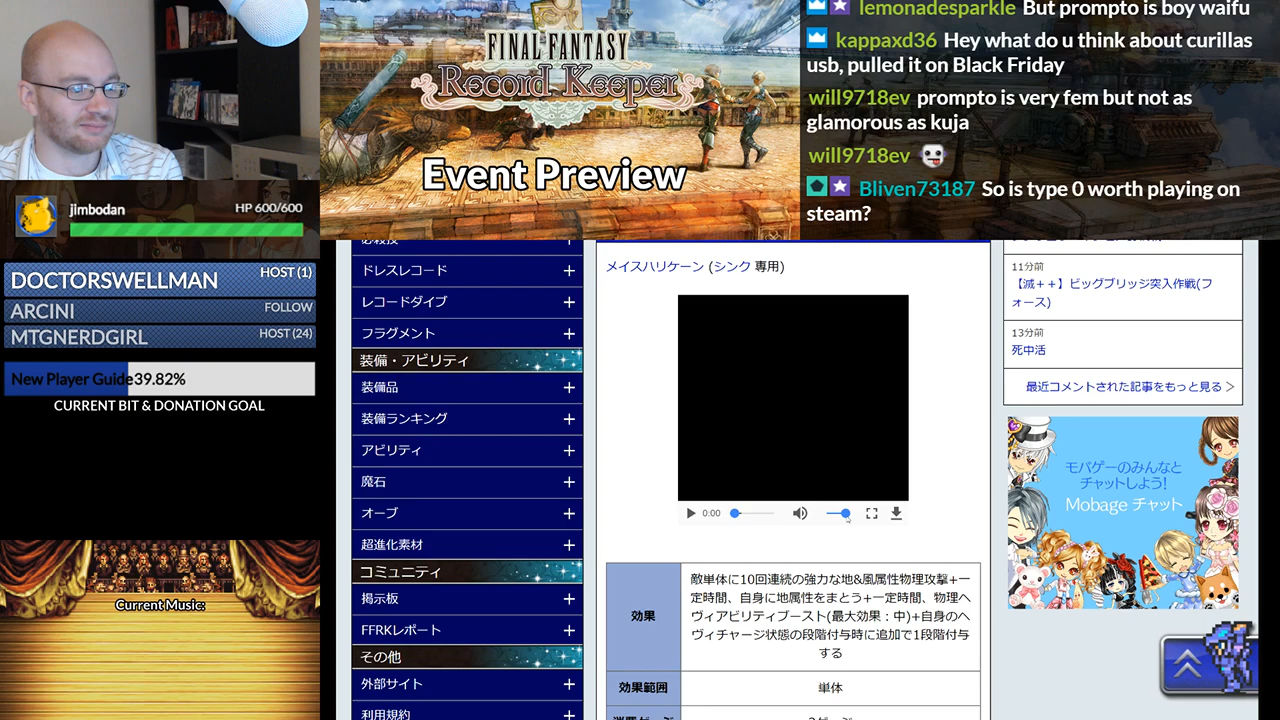 lemonadesparkle But prompto is boy waifu
kappaxd36 Hey what do u think about curillas
usb, pulled it on Black Friday
will9718ev prompto is very fem but not as
glamorous as kuja
will9718ev
Bliven73187 So is type 0 worth playing on
steam?
FINAL FANTASY
Record Keeper
Event Preview
jimbodan HP 600/600
DOCTORSWELLMAN HOST (1)
ARCINI FOLLOW
MTGNERDGIRL HOST (24)
New Player Guide39.82%
CURRENT BIT & DONATION GOAL
Current Music:
ドレスレコード +
レコードダイブ +
フラグメント +
装備・アビリティ
装備品 +
装備ランキング +
アビリティ +
魔石 +
オーブ +
超進化素材 +
コミュニティ
掲示板 +
FFRKレポート +
その他
外部サイト +
利用規約
メイスハリケーン (シンク 専用)
0:00
効果
敵単体に10回連続の強力な地&風属性物理攻撃+一
定時間、自身に地属性をまとう+一定時間、物理ヘ
ヴィアビリティブースト(最大効果：中)+自身のヘ
ヴィチャージ状態の段階付与時に追加で1段階付与
する
効果範囲 単体
11分前
【滅++】ビッグブリッジ突入作戦(フ
ォース)
13分前
死中活
最近コメントされた記事をもっと見る >
モバゲーのみんなと
チャットしよう!
Mobage チャット